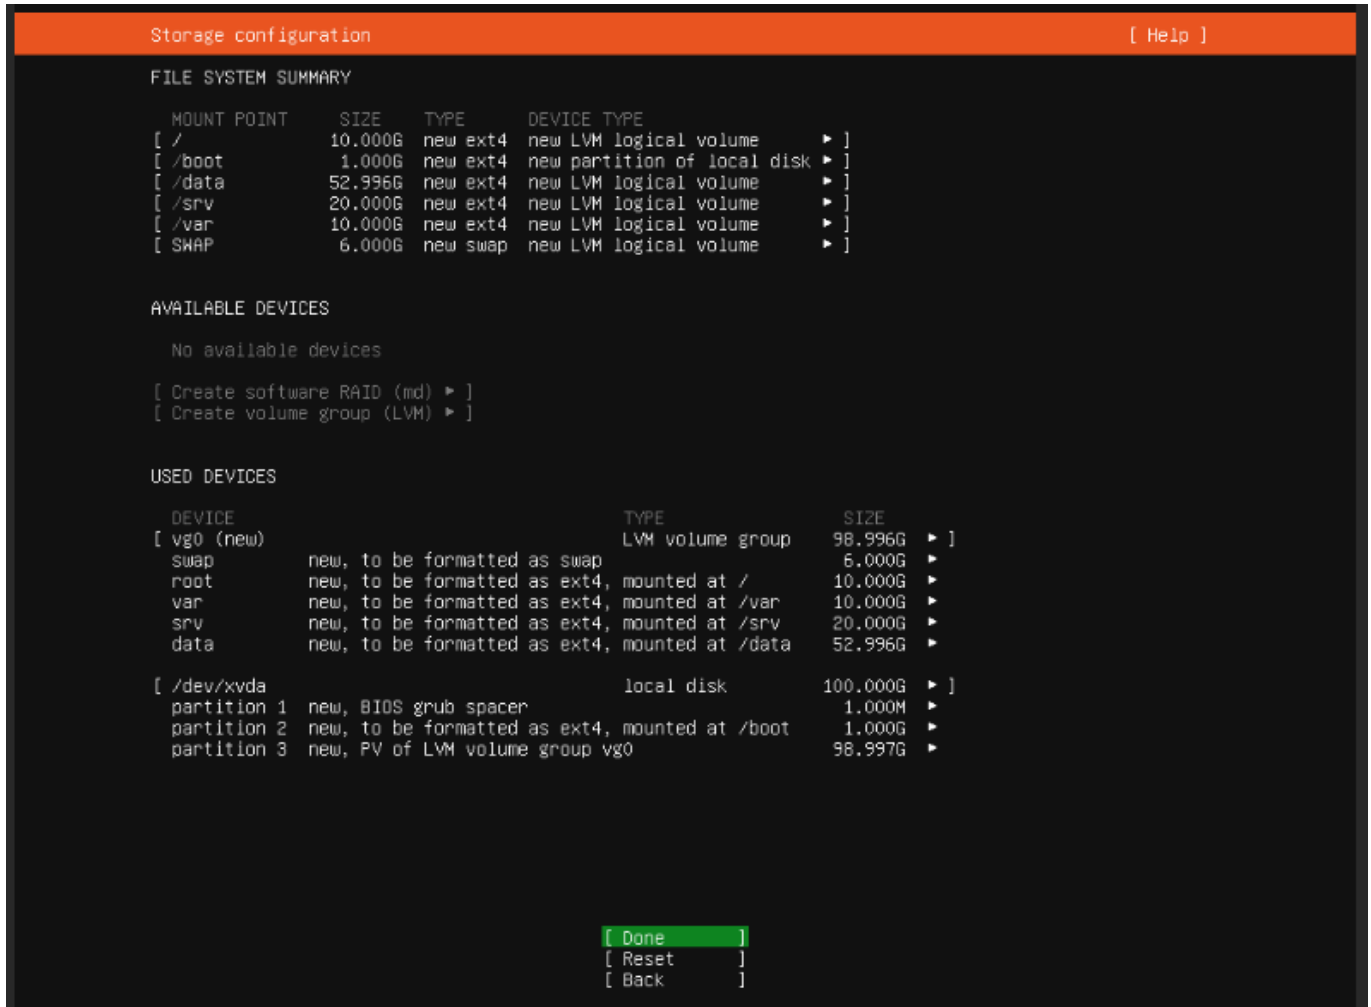 Storage configuration [ Help ]
FILE SYSTEM SUMMARY
MOUNT POINT SIZE TYPE DEVICE TYPE
[ / 10.000G new ext4 new LVM logical volume ▸ ]
[ /boot 1.000G new ext4 new partition of local disk ▸ ]
[ /data 52.996G new ext4 new LVM logical volume ▸ ]
[ /srv 20.000G new ext4 new LVM logical volume ▸ ]
[ /var 10.000G new ext4 new LVM logical volume ▸ ]
[ SWAP 6.000G new swap new LVM logical volume ▸ ]
AVAILABLE DEVICES
No available devices
[ Create software RAID (md) ▸ ]
[ Create volume group (LVM) ▸ ]
USED DEVICES
DEVICE TYPE SIZE
[ vg0 (new) LVM volume group 98.996G ▸ ]
swap new, to be formatted as swap 6.000G ▸
root new, to be formatted as ext4, mounted at / 10.000G ▸
var new, to be formatted as ext4, mounted at /var 10.000G ▸
srv new, to be formatted as ext4, mounted at /srv 20.000G ▸
data new, to be formatted as ext4, mounted at /data 52.996G ▸
[ /dev/xvda local disk 100.000G ▸ ]
partition 1 new, BIOS grub spacer 1.000M ▸
partition 2 new, to be formatted as ext4, mounted at /boot 1.000G ▸
partition 3 new, PV of LVM volume group vg0 98.997G ▸
[ Done ]
[ Reset ]
[ Back ]